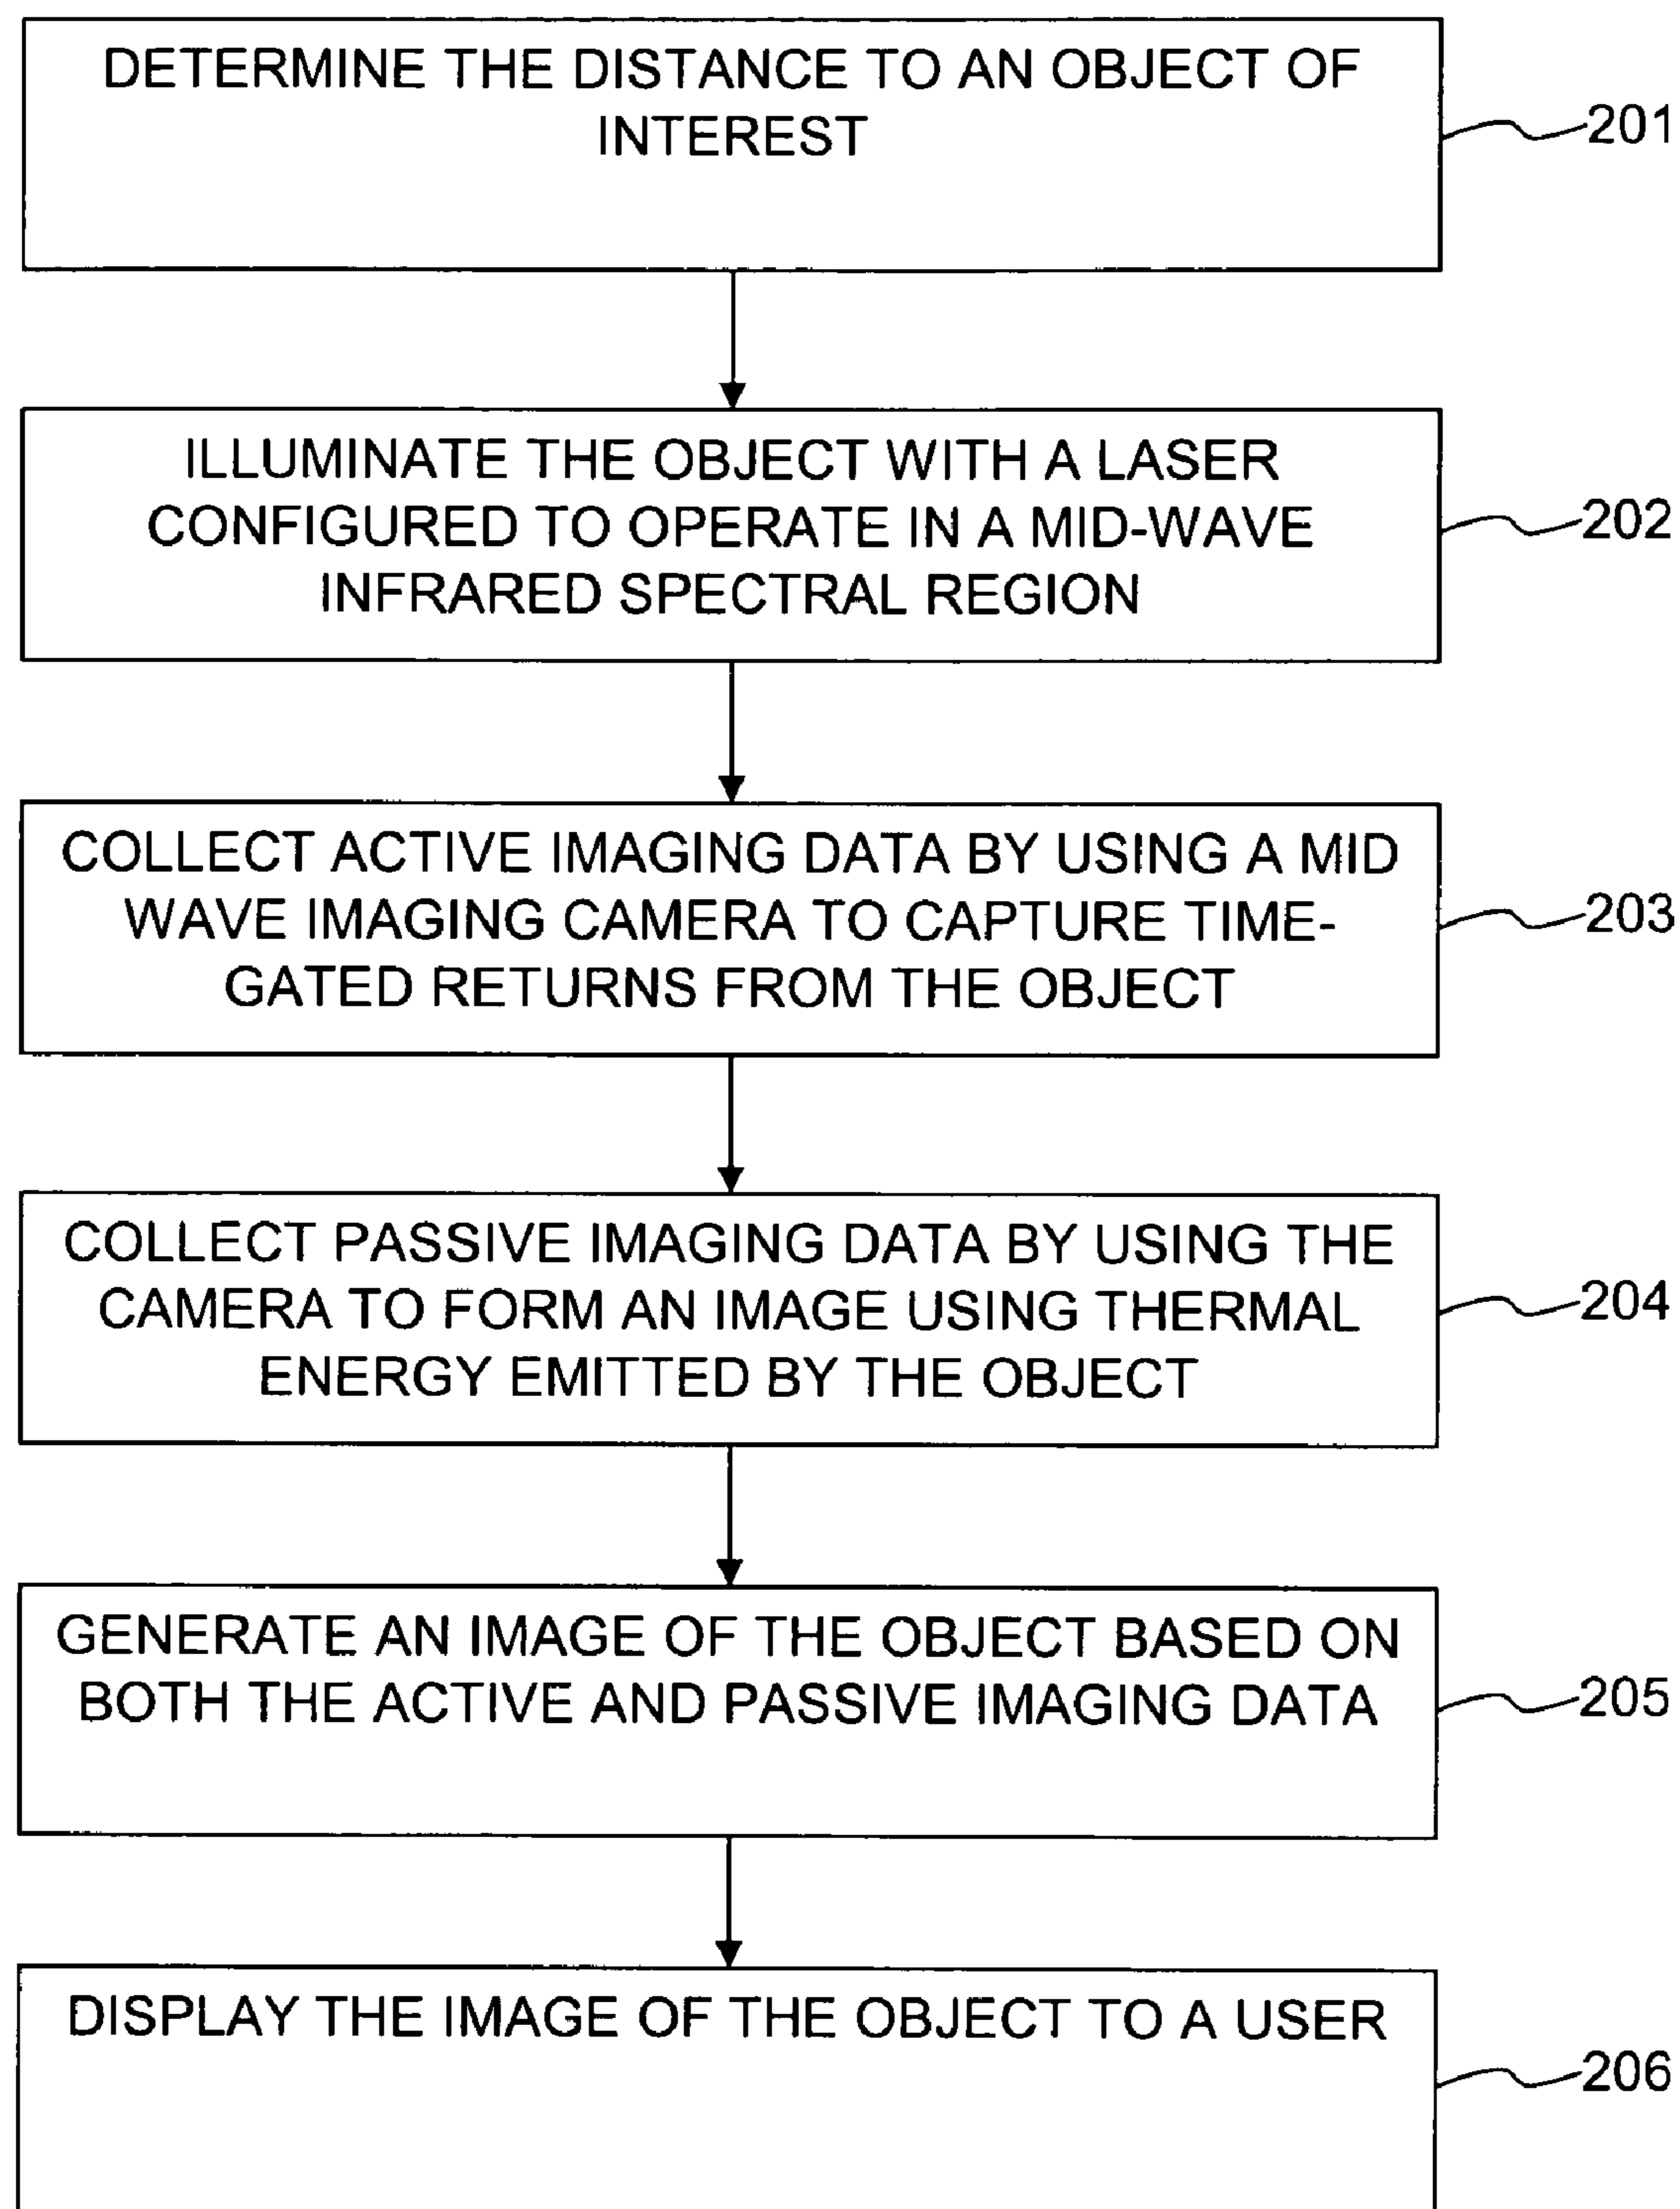 DETERMINE THE DISTANCE TO AN OBJECT OF
INTEREST
201
ILLUMINATE THE OBJECT WITH A LASER
CONFIGURED TO OPERATE IN A MID-WAVE
INFRARED SPECTRAL REGION
202
COLLECT ACTIVE IMAGING DATA BY USING A MID
WAVE IMAGING CAMERA TO CAPTURE TIME-
GATED RETURNS FROM THE OBJECT
203
COLLECT PASSIVE IMAGING DATA BY USING THE
CAMERA TO FORM AN IMAGE USING THERMAL
ENERGY EMITTED BY THE OBJECT
204
GENERATE AN IMAGE OF THE OBJECT BASED ON
BOTH THE ACTIVE AND PASSIVE IMAGING DATA
205
DISPLAY THE IMAGE OF THE OBJECT TO A USER
206